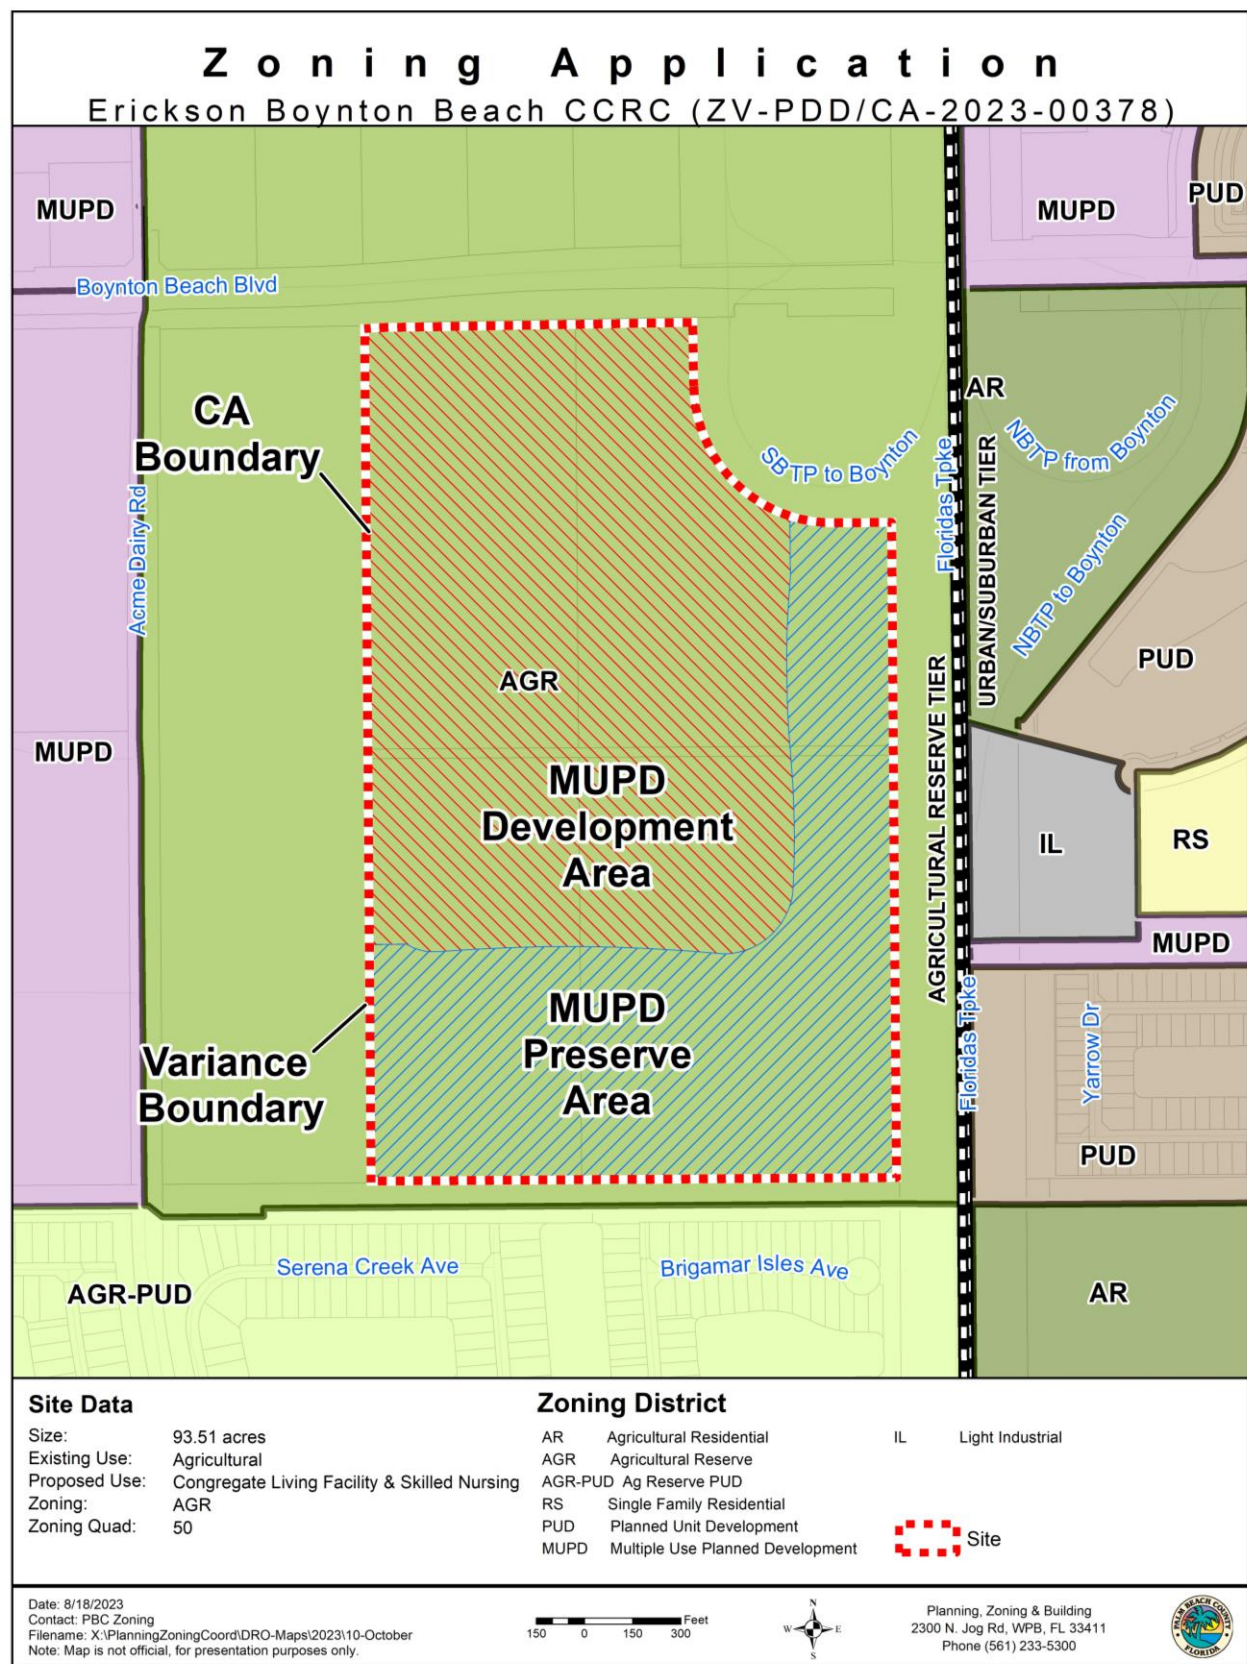 Zoning Application
Erickson Boynton Beach CCRC (ZV-PDD/CA-2023-00378)
MUPD
MUPD
PUD
Boynton Beach Blvd
AR
CA
Boundary
SBTP to Boynton
NBTP from Boynton
Floridas Tpke
URBAN/SUBURBAN TIER
Acme Dairy Rd
NBTP to Boynton
AGR
PUD
AGRICULTURAL RESERVE TIER
MUPD
MUPD
Development
Area
IL
RS
MUPD
MUPD
Preserve
Area
Variance
Boundary
Floridas Tpke
Yarrow Dr
PUD
Serena Creek Ave
Brigamar Isles Ave
AGR-PUD
AR
Site Data
Size: 93.51 acres
Existing Use: Agricultural
Proposed Use: Congregate Living Facility & Skilled Nursing
Zoning: AGR
Zoning Quad: 50
Zoning District
AR Agricultural Residential
AGR Agricultural Reserve
AGR-PUD Ag Reserve PUD
RS Single Family Residential
PUD Planned Unit Development
MUPD Multiple Use Planned Development
IL Light Industrial
Site
Date: 8/18/2023
Contact: PBC Zoning
Filename: X:\PlanningZoningCoord\DRO-Maps\2023\10-October
Note: Map is not official, for presentation purposes only.
Feet
150 0 150 300
N
W E
S
Planning, Zoning & Building
2300 N. Jog Rd, WPB, FL 33411
Phone (561) 233-5300
PALM BEACH COUNTY
FLORIDA